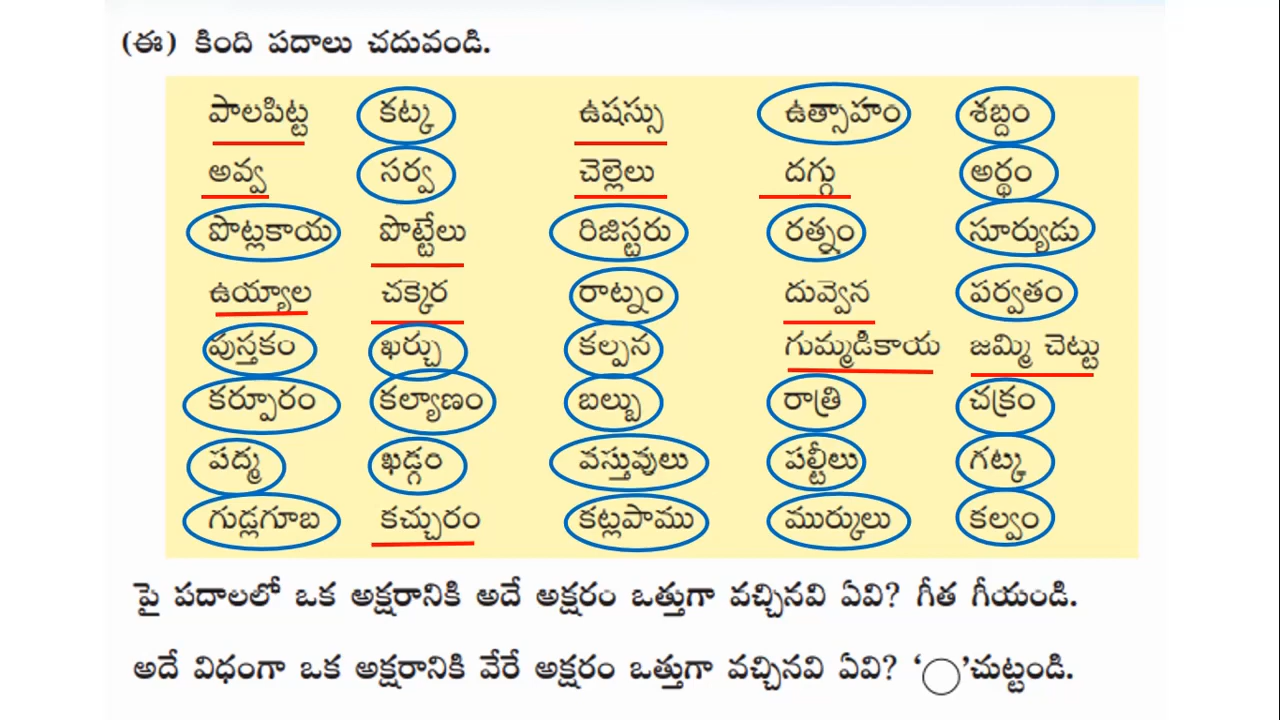 (ఈ) కింది పదాలు చదువండి.
పాలపిట్ట కట్క ఉషస్సు ఉత్సాహం శబ్దం
అవ్వ సర్వ చెల్లెలు దగ్గు అర్థం
పొట్లకాయ పొట్టేలు రిజిస్టరు రత్నం సూర్యుడు
ఉయ్యాల చక్కెర రాట్నం దువ్వెన పర్వతం
పుస్తకం ఖర్చు కల్పన గుమ్మడికాయ జమ్మి చెట్టు
కర్పూరం కల్యాణం బల్బు రాత్రి చక్రం
పద్మ ఖడ్గం వస్తువులు పల్టీలు గట్క
గుడ్లగూబ కచ్చురం కట్లపాము ముర్కులు కల్వం
పై పదాలలో ఒక అక్షరానికి అదే అక్షరం ఒత్తుగా వచ్చినవి ఏవి? గీత గీయండి.
అదే విధంగా ఒక అక్షరానికి వేరే అక్షరం ఒత్తుగా వచ్చినవి ఏవి? ‘◯’చుట్టండి.